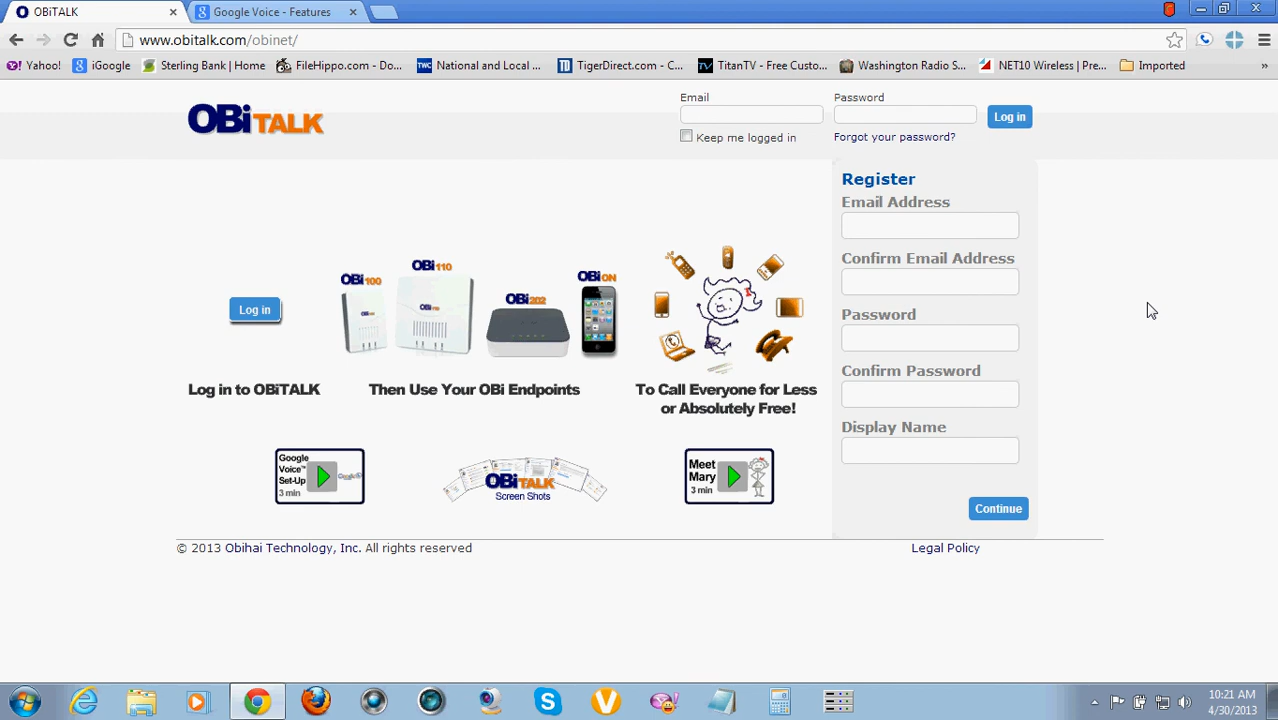 OBiTALK
Google Voice - Features
www.obitalk.com/obinet/
Yahoo!
iGoogle
Sterling Bank | Home
FileHippo.com - Do...
TWC
National and Local ...
TigerDirect.com - C...
TV
TitanTV - Free Custo...
Washington Radio S...
NET10 Wireless | Pre...
Imported
»
OBiTALK
Email
Password
Log in
Keep me logged in
Forgot your password?
Register
Email Address
Confirm Email Address
Password
Confirm Password
Display Name
Continue
Log in
OBi100
OBi110
OBi202
OBiON
Log in to OBiTALK
Then Use Your OBi Endpoints
To Call Everyone for Less
or Absolutely Free!
Google
Voice™
Set-Up
3 min
OBiTALK
Screen Shots
Meet
Mary
3 min
© 2013 Obihai Technology, Inc. All rights reserved
Legal Policy
10:21 AM
4/30/2013